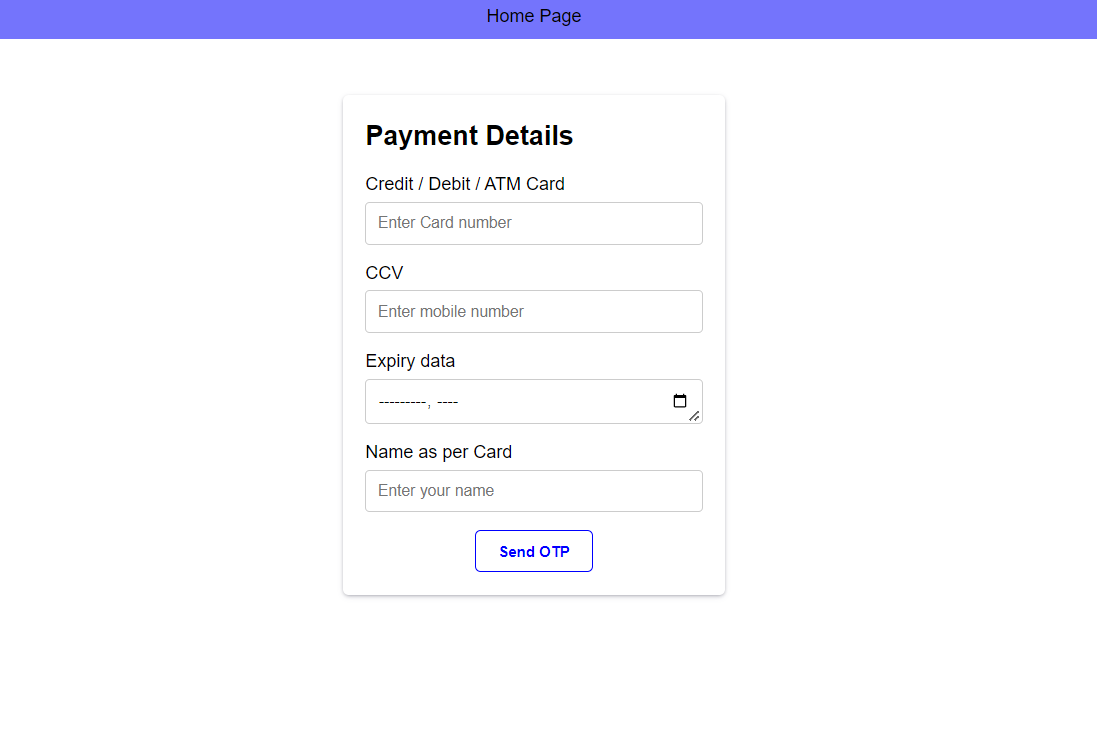 Home Page
Payment Details
Credit / Debit / ATM Card
Enter Card number
CCV
Enter mobile number
Expiry data
---------, ----
Name as per Card
Enter your name
Send OTP